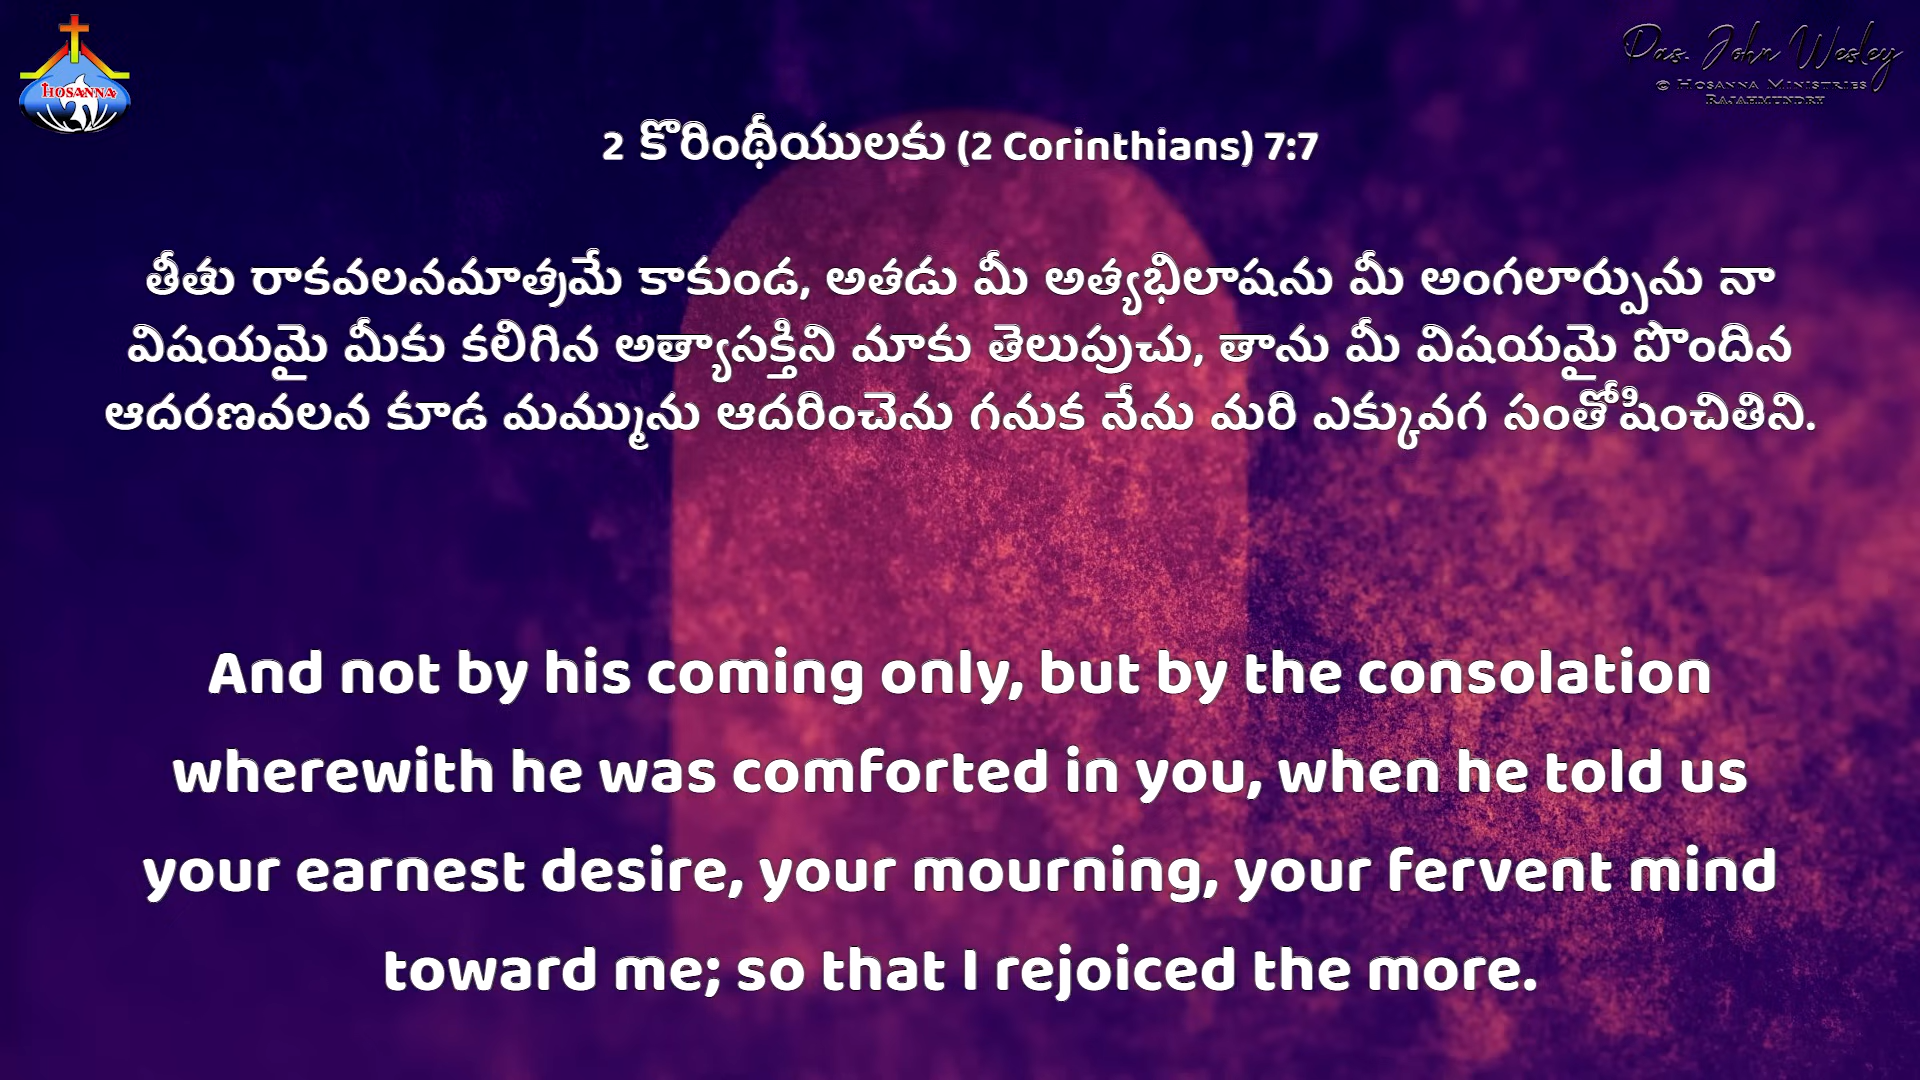 HOSANNA
Pas. John Wesley
© HOSANNA MINISTRIES
RAJAHMUNDRY
2 కొరింథీయులకు (2 Corinthians) 7:7
తీతు రాకవలనమాత్రమే కాకుండ, అతడు మీ అత్యభిలాషను మీ అంగలార్పును నా
విషయమై మీకు కలిగిన అత్యాసక్తిని మాకు తెలుపుచు, తాను మీ విషయమై పొందిన
ఆదరణవలన కూడ మమ్మును ఆదరించెను గనుక నేను మరి ఎక్కువగ సంతోషించితిని.
And not by his coming only, but by the consolation
wherewith he was comforted in you, when he told us
your earnest desire, your mourning, your fervent mind
toward me; so that I rejoiced the more.